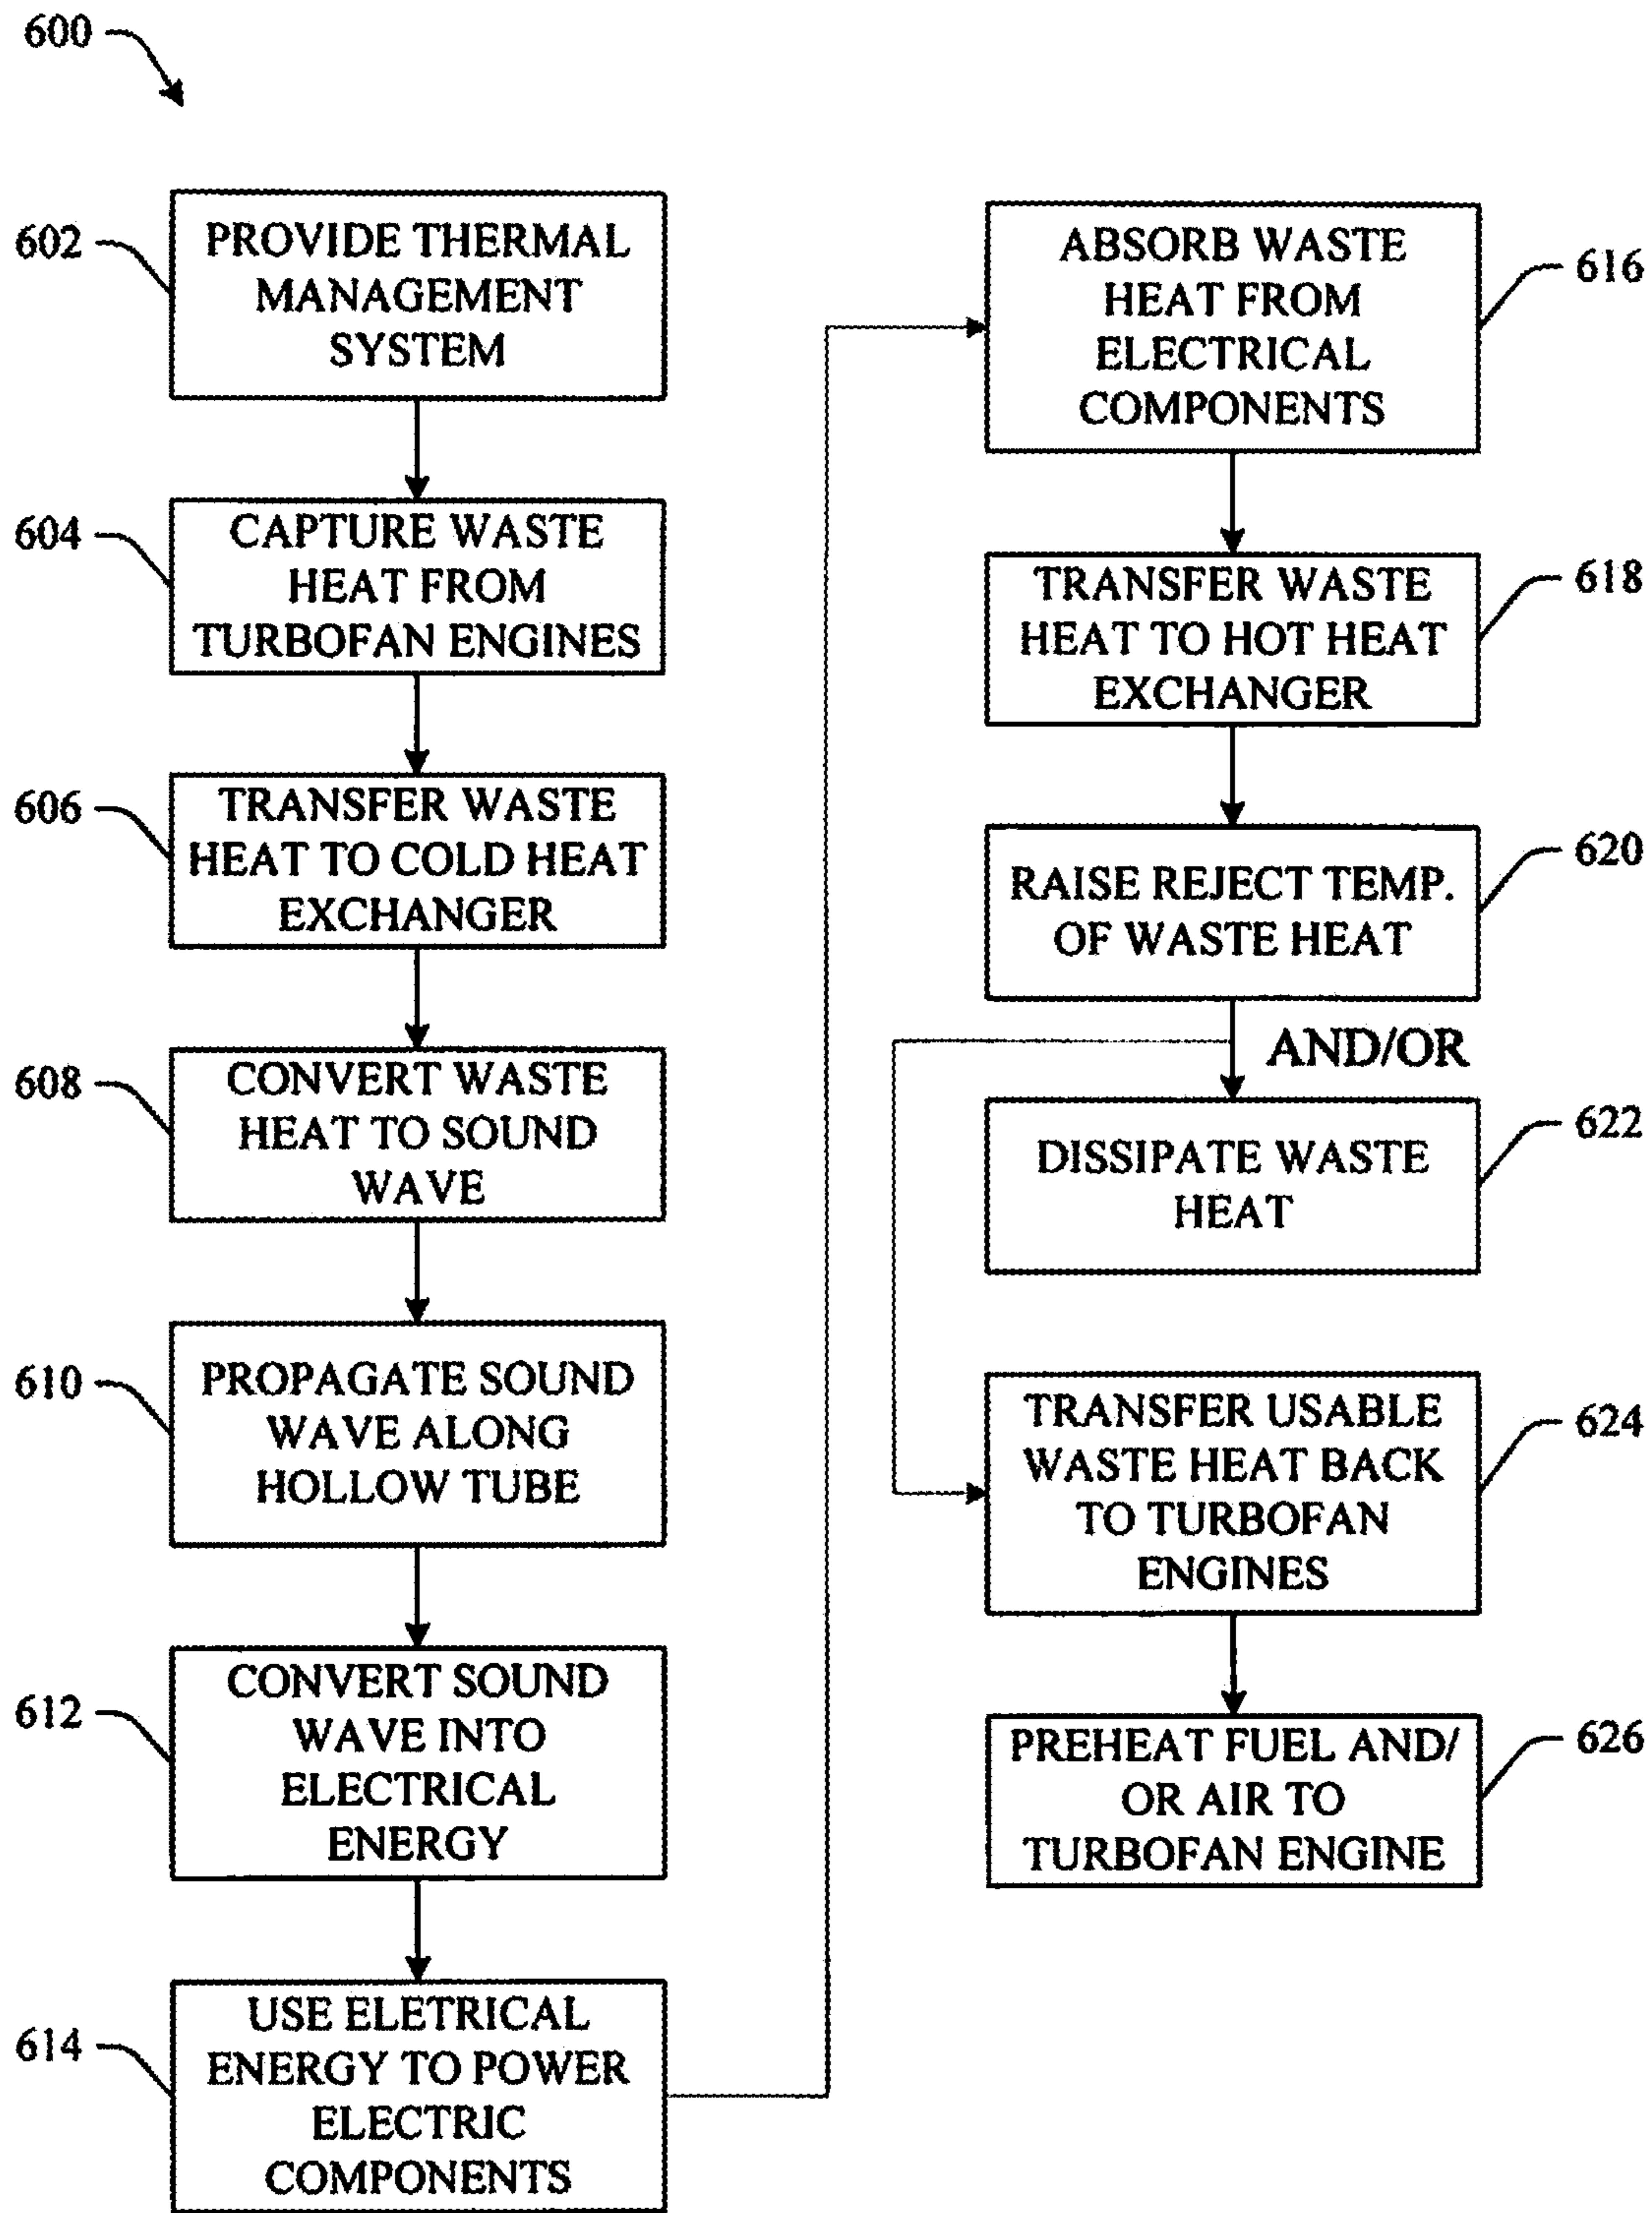 600
602
PROVIDE THERMAL
MANAGEMENT
SYSTEM
604
CAPTURE WASTE
HEAT FROM
TURBOFAN ENGINES
606
TRANSFER WASTE
HEAT TO COLD HEAT
EXCHANGER
608
CONVERT WASTE
HEAT TO SOUND
WAVE
610
PROPAGATE SOUND
WAVE ALONG
HOLLOW TUBE
612
CONVERT SOUND
WAVE INTO
ELECTRICAL
ENERGY
614
USE ELETRICAL
ENERGY TO POWER
ELECTRIC
COMPONENTS
ABSORB WASTE
HEAT FROM
ELECTRICAL
COMPONENTS
616
TRANSFER WASTE
HEAT TO HOT HEAT
EXCHANGER
618
RAISE REJECT TEMP.
OF WASTE HEAT
620
AND/OR
DISSIPATE WASTE
HEAT
622
TRANSFER USABLE
WASTE HEAT BACK
TO TURBOFAN
ENGINES
624
PREHEAT FUEL AND/
OR AIR TO
TURBOFAN ENGINE
626